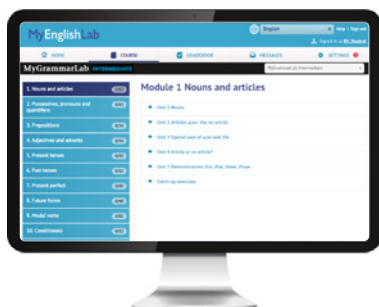 MyEnglishLab
English
Help | Sign out
HOME
COURSE
GRADEBOOK
MESSAGES
SETTINGS
MyGrammarLab INTERMEDIATE
MyGrammarLab Intermediate
Module 1 Nouns and articles
1. Nouns and articles
2. Possessives, pronouns and quantifiers
3. Prepositions
4. Adjectives and adverbs
5. Present tenses
6. Past tenses
7. Present perfect
8. Future forms
9. Modal verbs
10. Conditionals
Unit 1 Nouns
Unit 2 Articles: a/an, the, no article
Unit 3 Special uses of a/an and the
Unit 4 Article or no article?
Unit 5 Demonstratives: this, that, these, those
Catch-up exercises